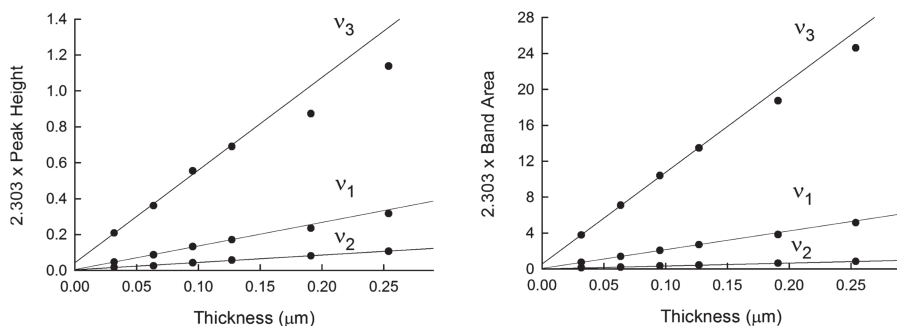 2.303 x Peak Height
1.4
1.2
1.0
0.8
0.6
0.4
0.2
0.0
ν3
ν1
ν2
0.00 0.05 0.10 0.15 0.20 0.25
Thickness (μm)
2.303 x Band Area
28
24
20
16
12
8
4
0
ν3
ν1
ν2
0.00 0.05 0.10 0.15 0.20 0.25
Thickness (μm)